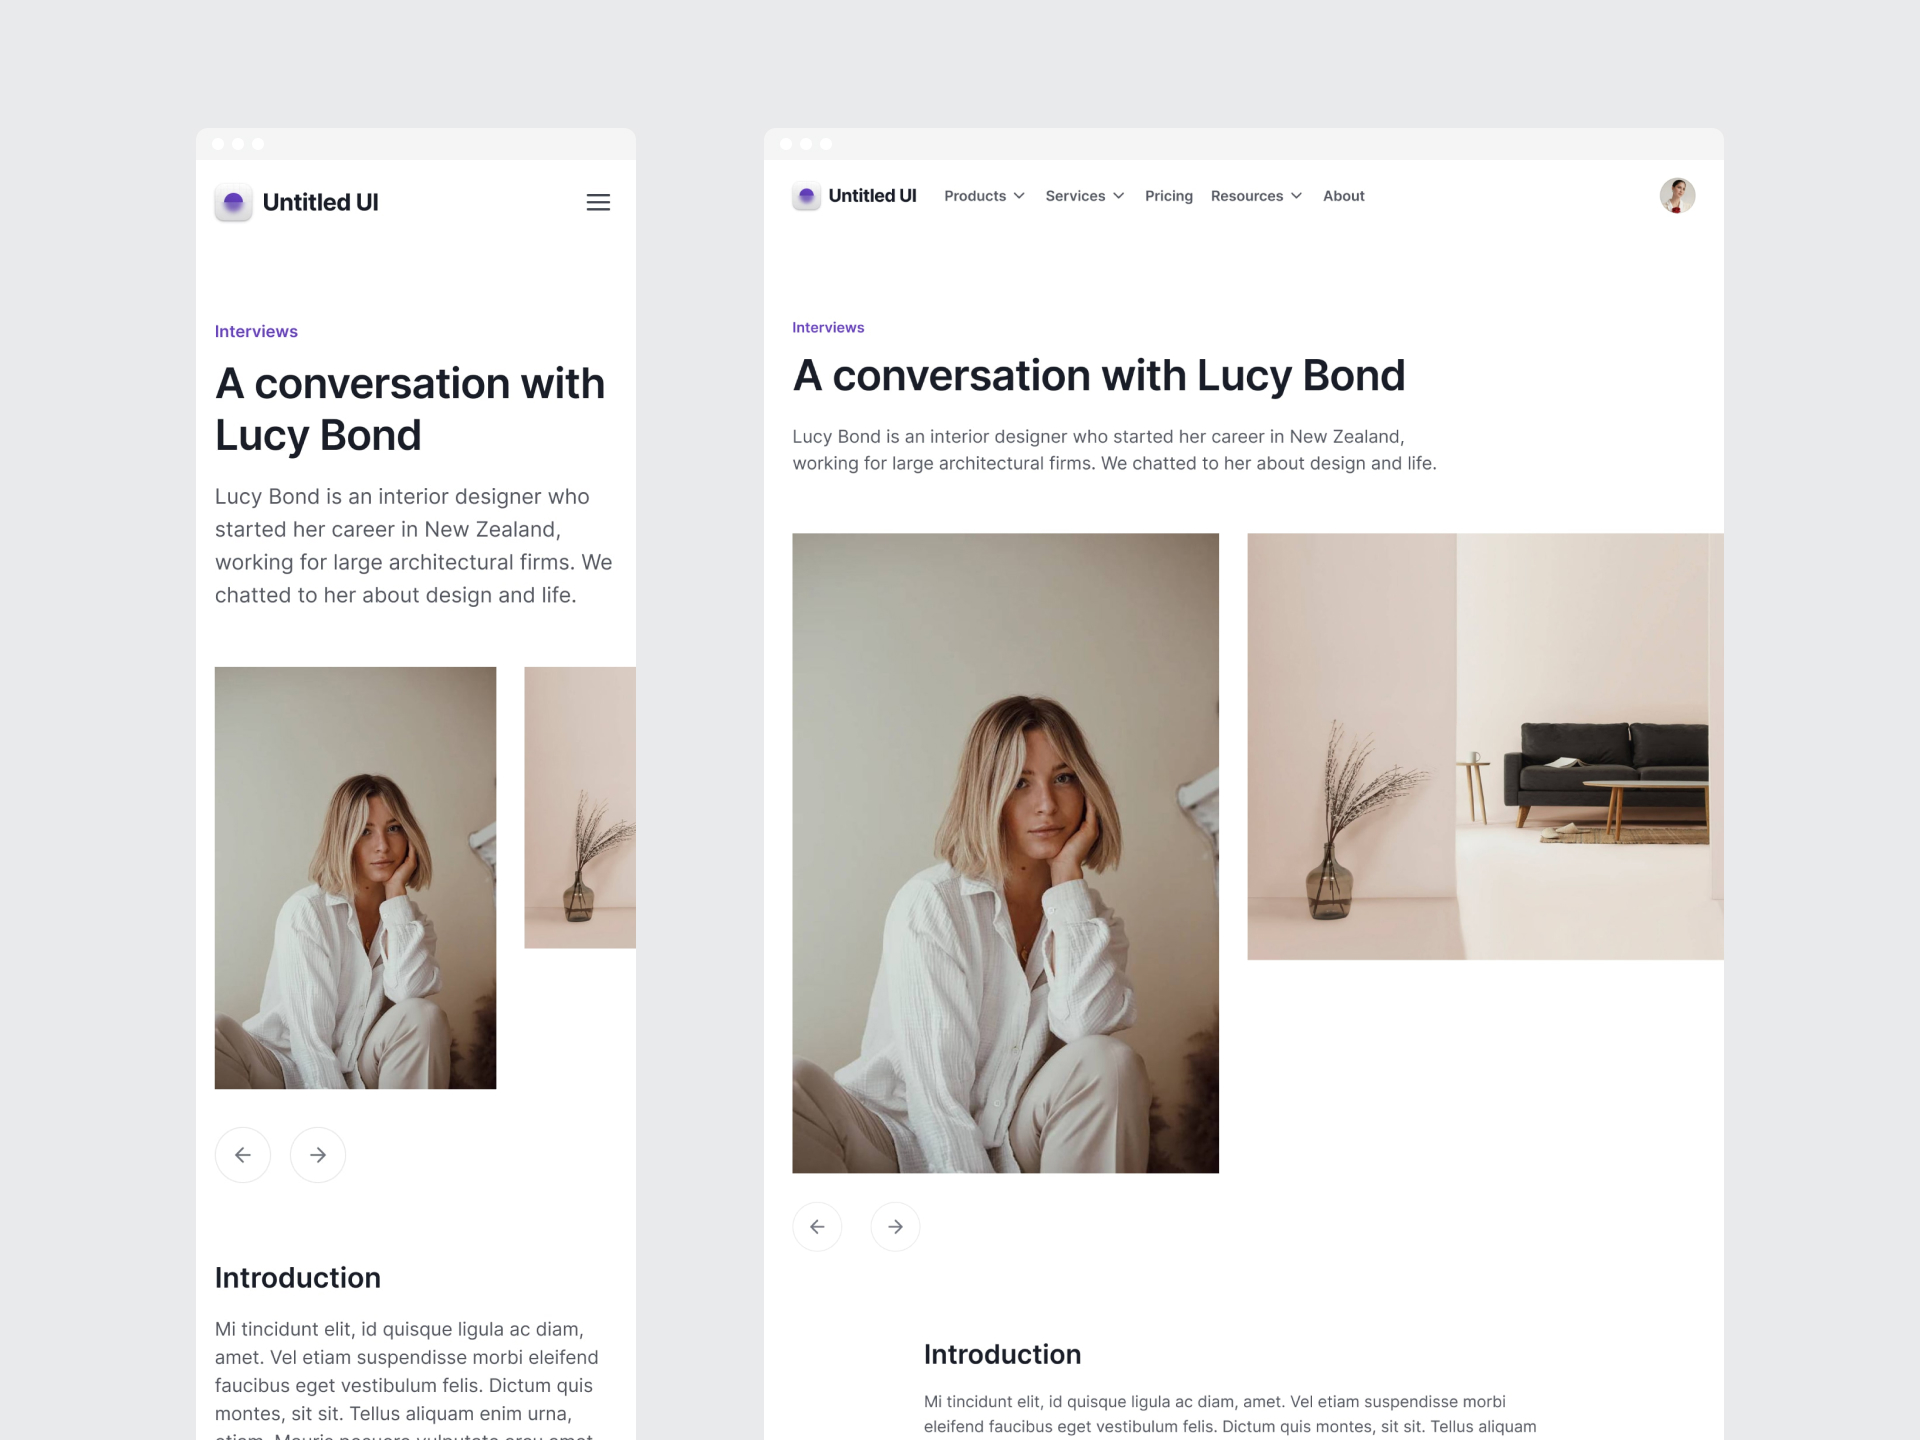 Untitled UI
Interviews
A conversation with
Lucy Bond
Lucy Bond is an interior designer who
started her career in New Zealand,
working for large architectural firms. We
chatted to her about design and life.
Introduction
Mi tincidunt elit, id quisque ligula ac diam,
amet. Vel etiam suspendisse morbi eleifend
faucibus eget vestibulum felis. Dictum quis
montes, sit sit. Tellus aliquam enim urna,
Untitled UI Products Services Pricing Resources About
Interviews
A conversation with Lucy Bond
Lucy Bond is an interior designer who started her career in New Zealand,
working for large architectural firms. We chatted to her about design and life.
Introduction
Mi tincidunt elit, id quisque ligula ac diam, amet. Vel etiam suspendisse morbi
eleifend faucibus eget vestibulum felis. Dictum quis montes, sit sit. Tellus aliquam